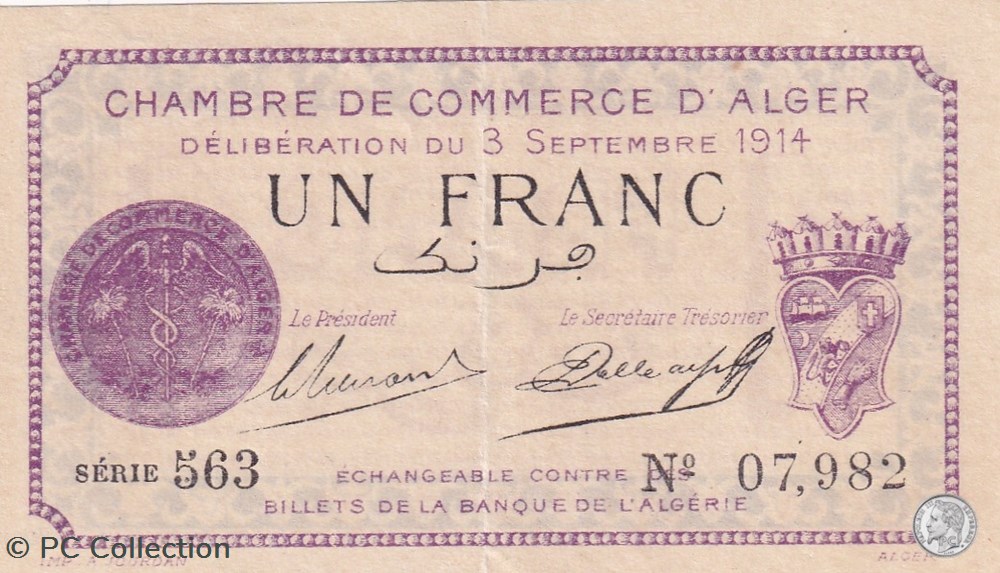 CHAMBRE DE COMMERCE D'ALGER
DÉLIBÉRATION DU 3 SEPTEMBRE 1914
UN FRANC
فرنك
CHAMBRE DE COMMERCE D'ALGER
Le Président
Le Secrétaire Trésorier
SÉRIE 563
Nº 07,982
ÉCHANGEABLE CONTRE DES
BILLETS DE LA BANQUE DE L'ALGÉRIE
© PC Collection
IMP. A. JOURDAN
ALGER